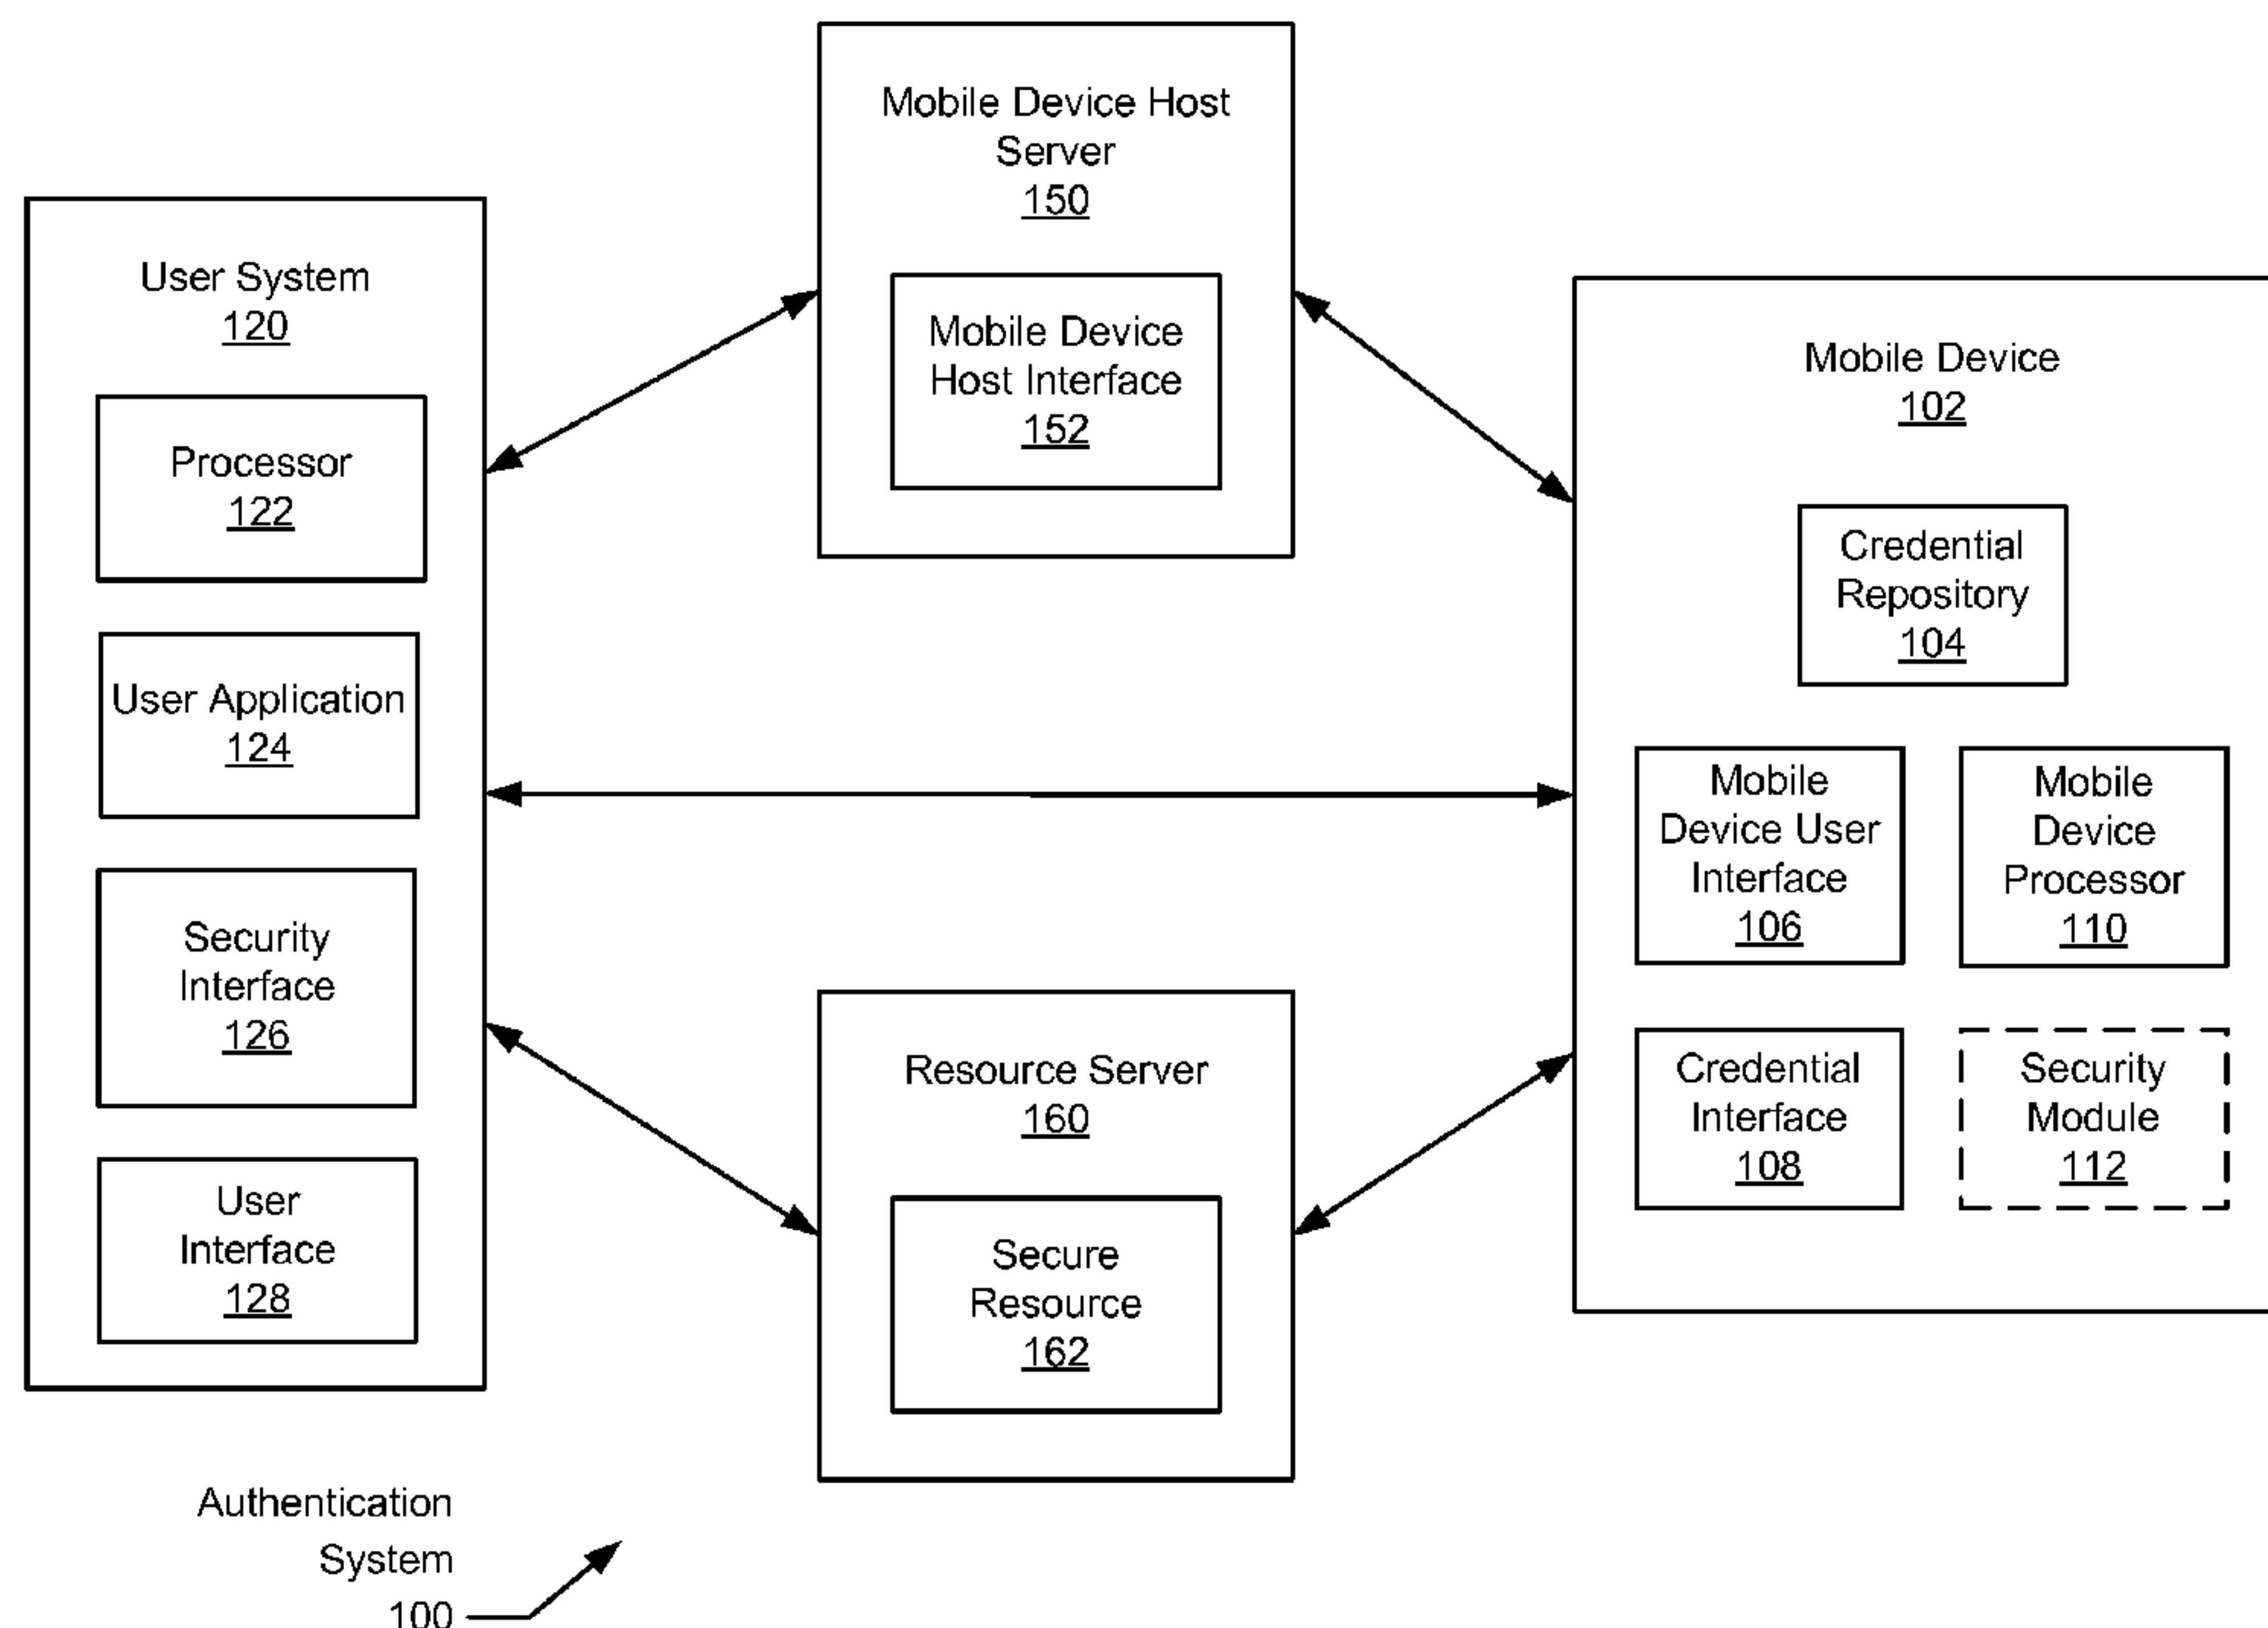 Mobile Device Host
Server
150
Mobile Device
Host Interface
152
User System
120
Processor
122
User Application
124
Security
Interface
126
User
Interface
128
Mobile Device
102
Credential
Repository
104
Mobile
Device User
Interface
106
Mobile
Device
Processor
110
Credential
Interface
108
Security
Module
112
Resource Server
160
Secure
Resource
162
Authentication
System
100